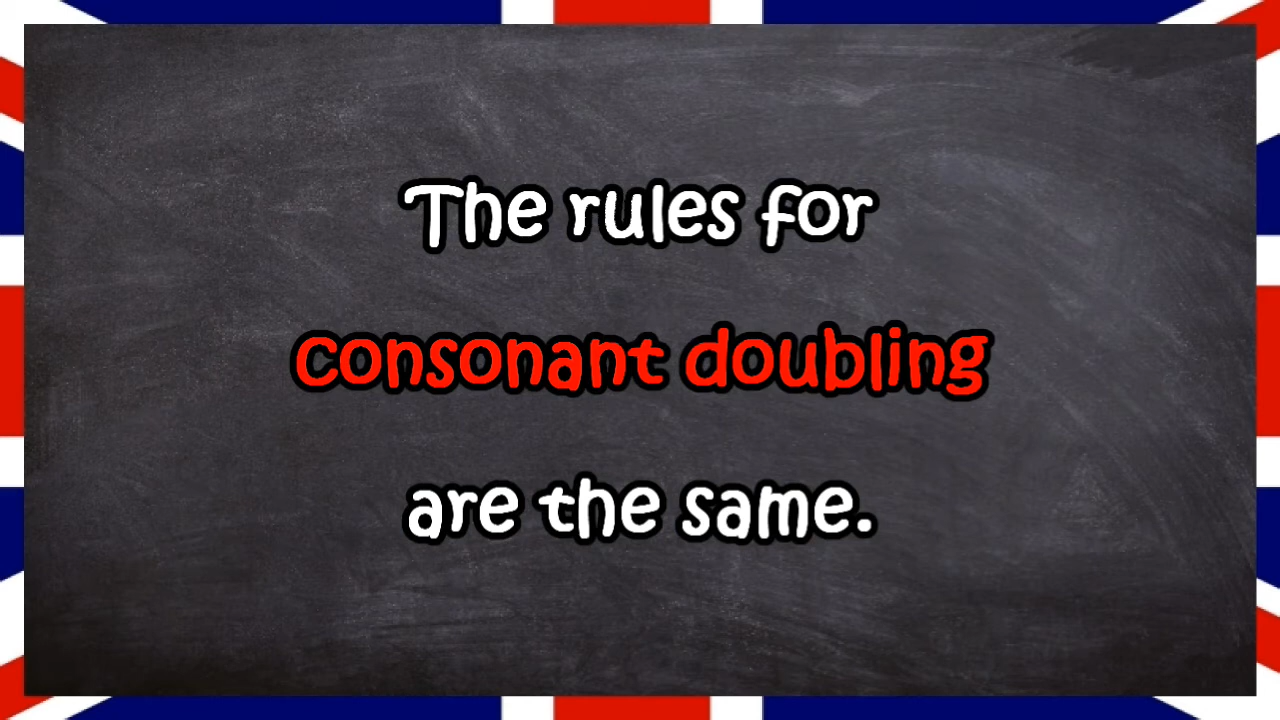 The rules for
consonant doubling
are the same.